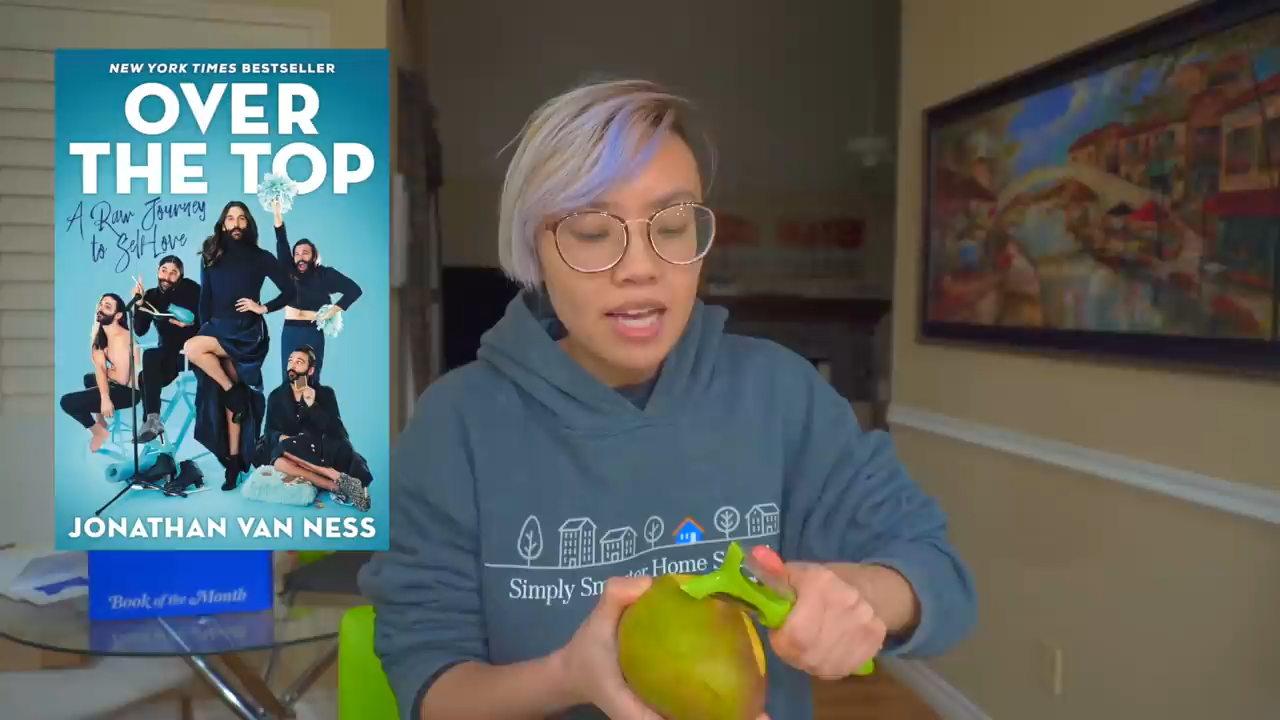 NEW YORK TIMES BESTSELLER
OVER
THE TOP
A Raw Journey
to Self-Love
JONATHAN VAN NESS
Book of the Month
Simply Home